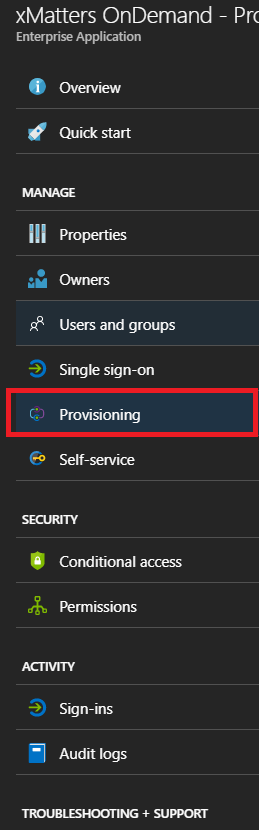 xMatters OnDemand - Pro
Enterprise Application
Overview
Quick start
MANAGE
Properties
Owners
Users and groups
Single sign-on
Provisioning
Self-service
SECURITY
Conditional access
Permissions
ACTIVITY
Sign-ins
Audit logs
TROUBLESHOOTING + SUPPORT